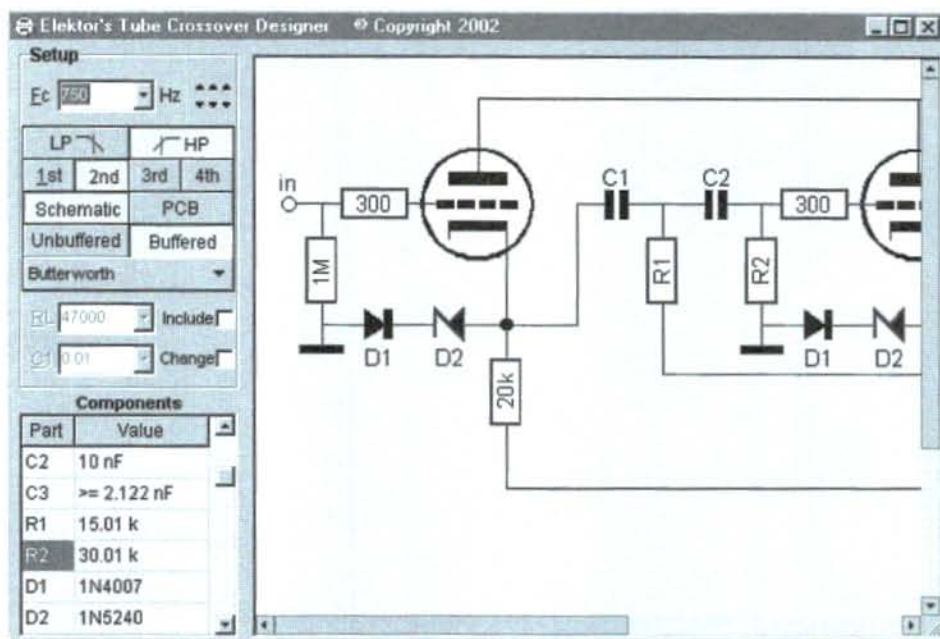 Elektor's Tube Crossover Designer © Copyright 2002
Setup
Fc 750 Hz
LP HP
1st 2nd 3rd 4th
Schematic PCB
Unbuffered Buffered
Butterworth
RL 47000 Include
C1 0.01 Change
Components
Part Value
C2 10 nF
C3 >= 2.122 nF
R1 15.01 k
R2 30.01 k
D1 1N4007
D2 1N5240
in
300
1M
D1
D2
20k
C1
C2
R1
R2
300
D1
D2